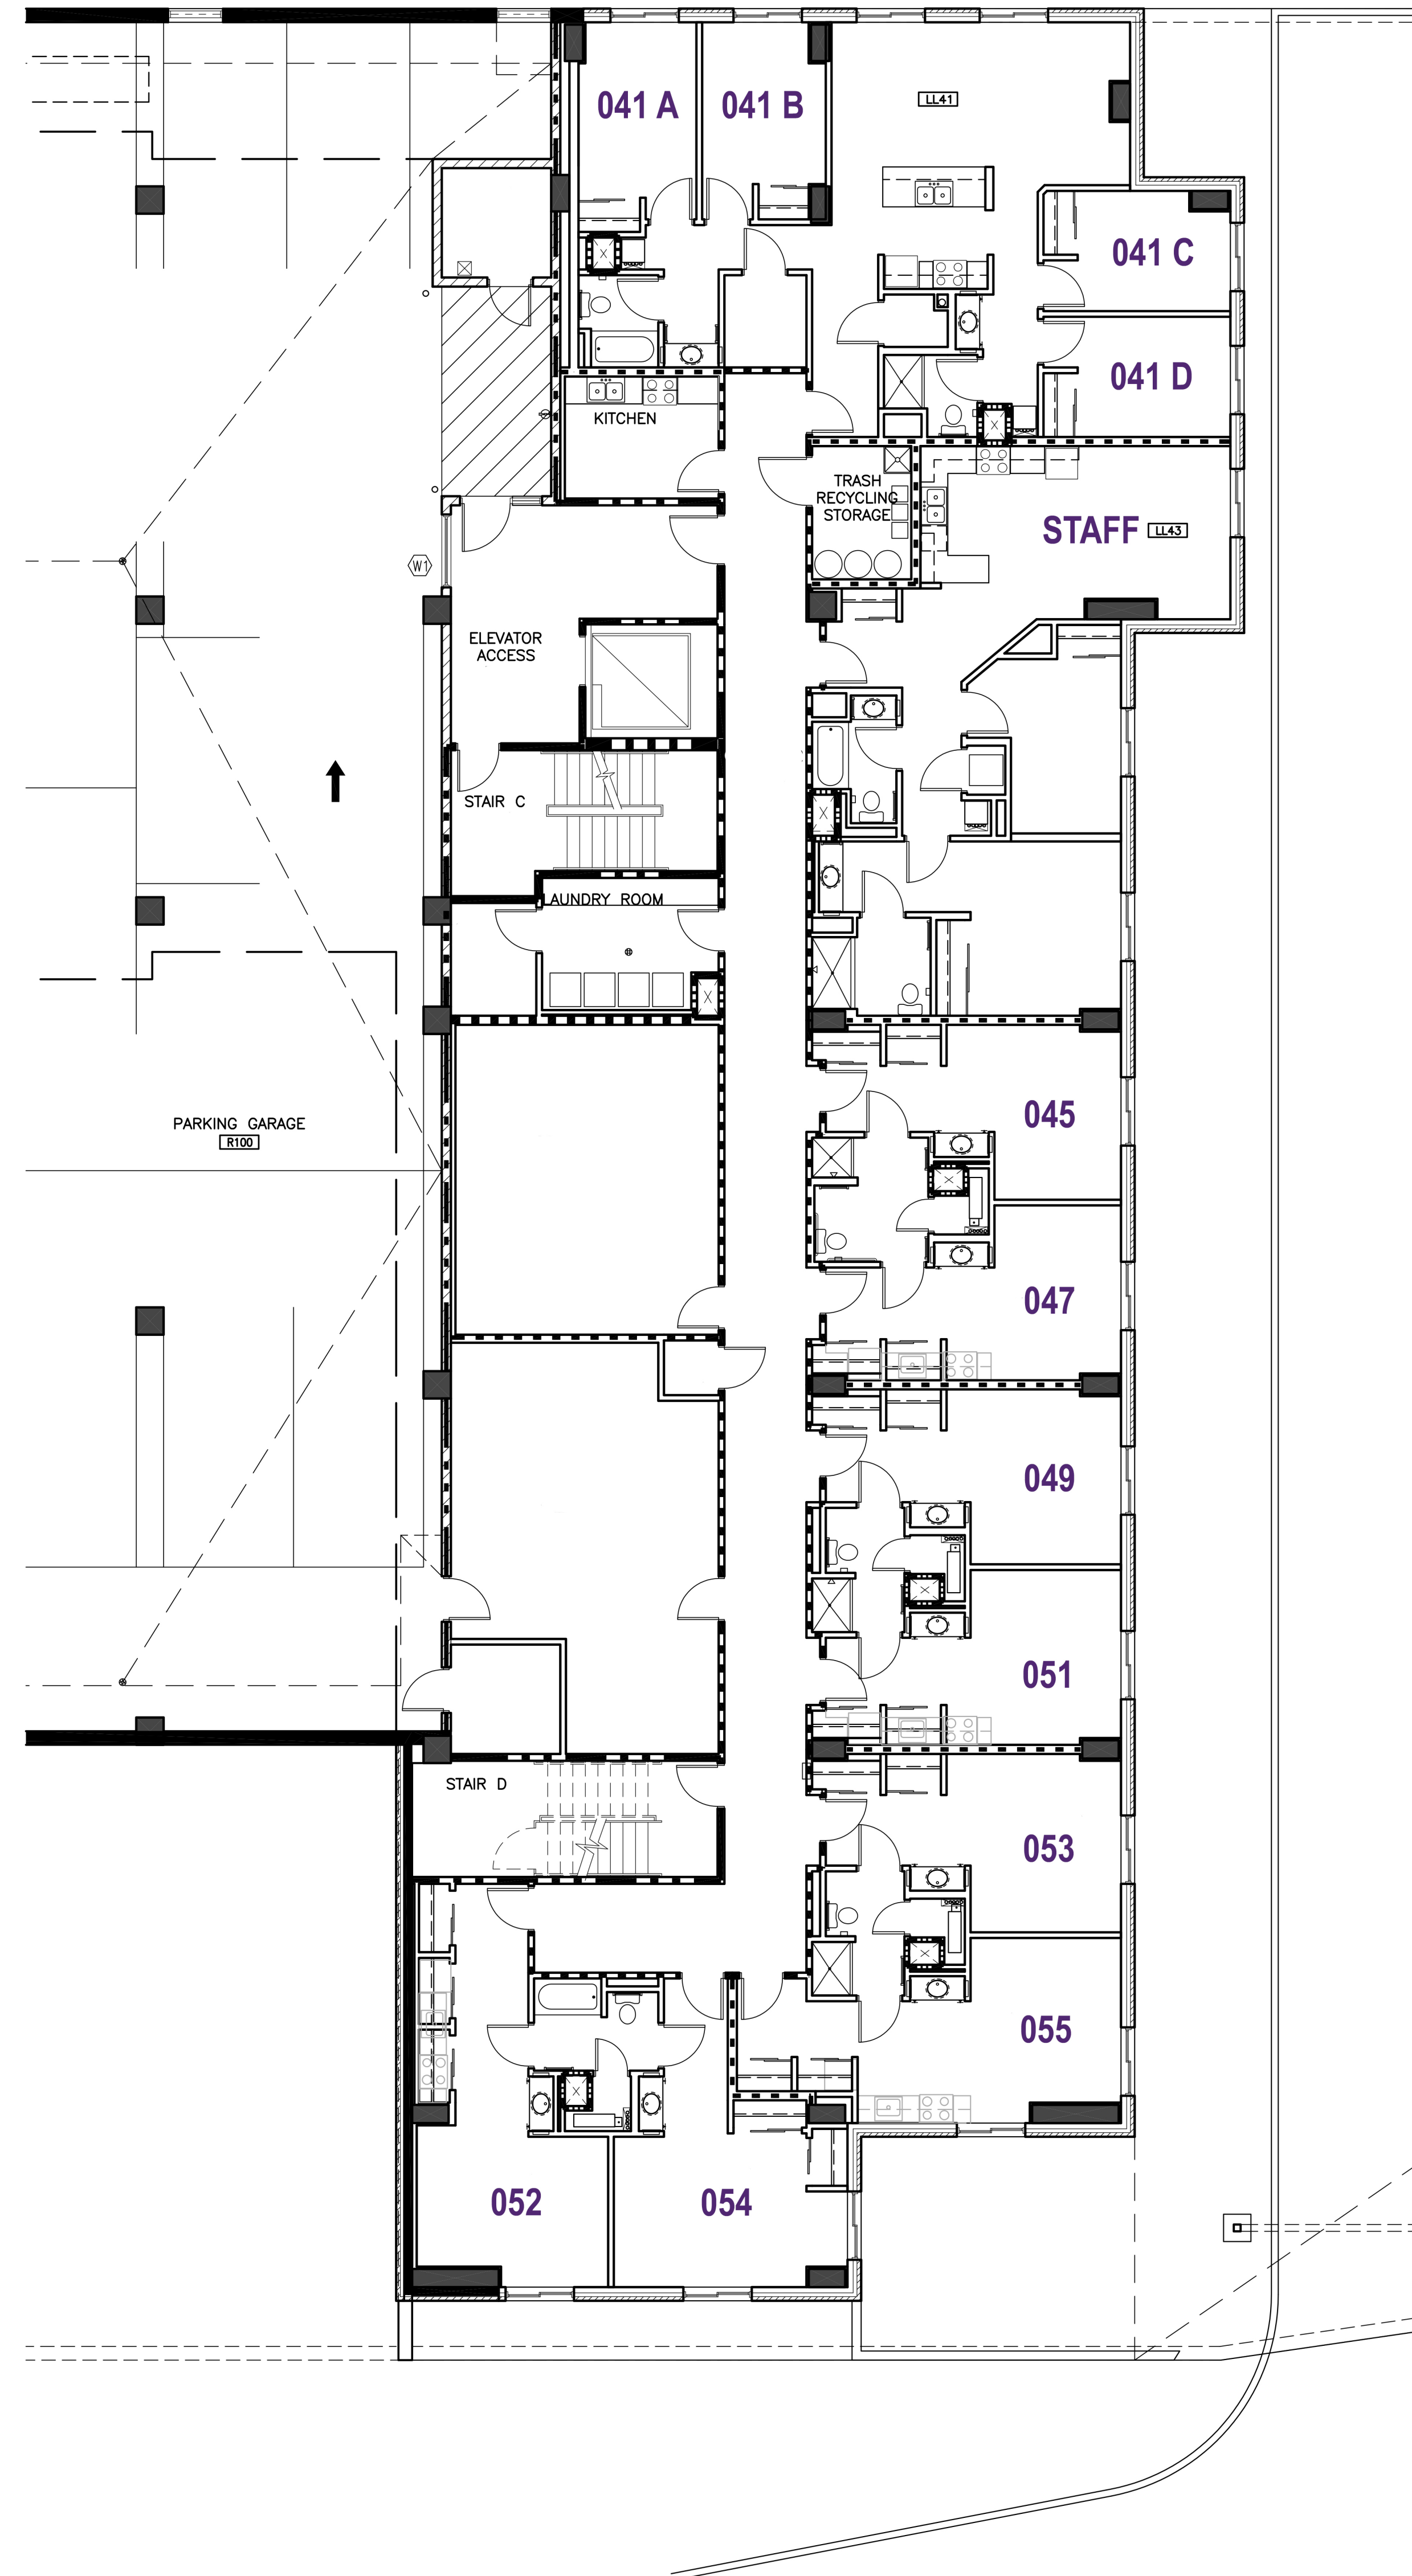 041 A
041 B
LL41
041 C
041 D
KITCHEN
TRASH
RECYCLING
STORAGE
STAFF
LL43
W1
ELEVATOR
ACCESS
STAIR C
LAUNDRY ROOM
045
PARKING GARAGE
R100
047
049
051
STAIR D
053
055
052
054